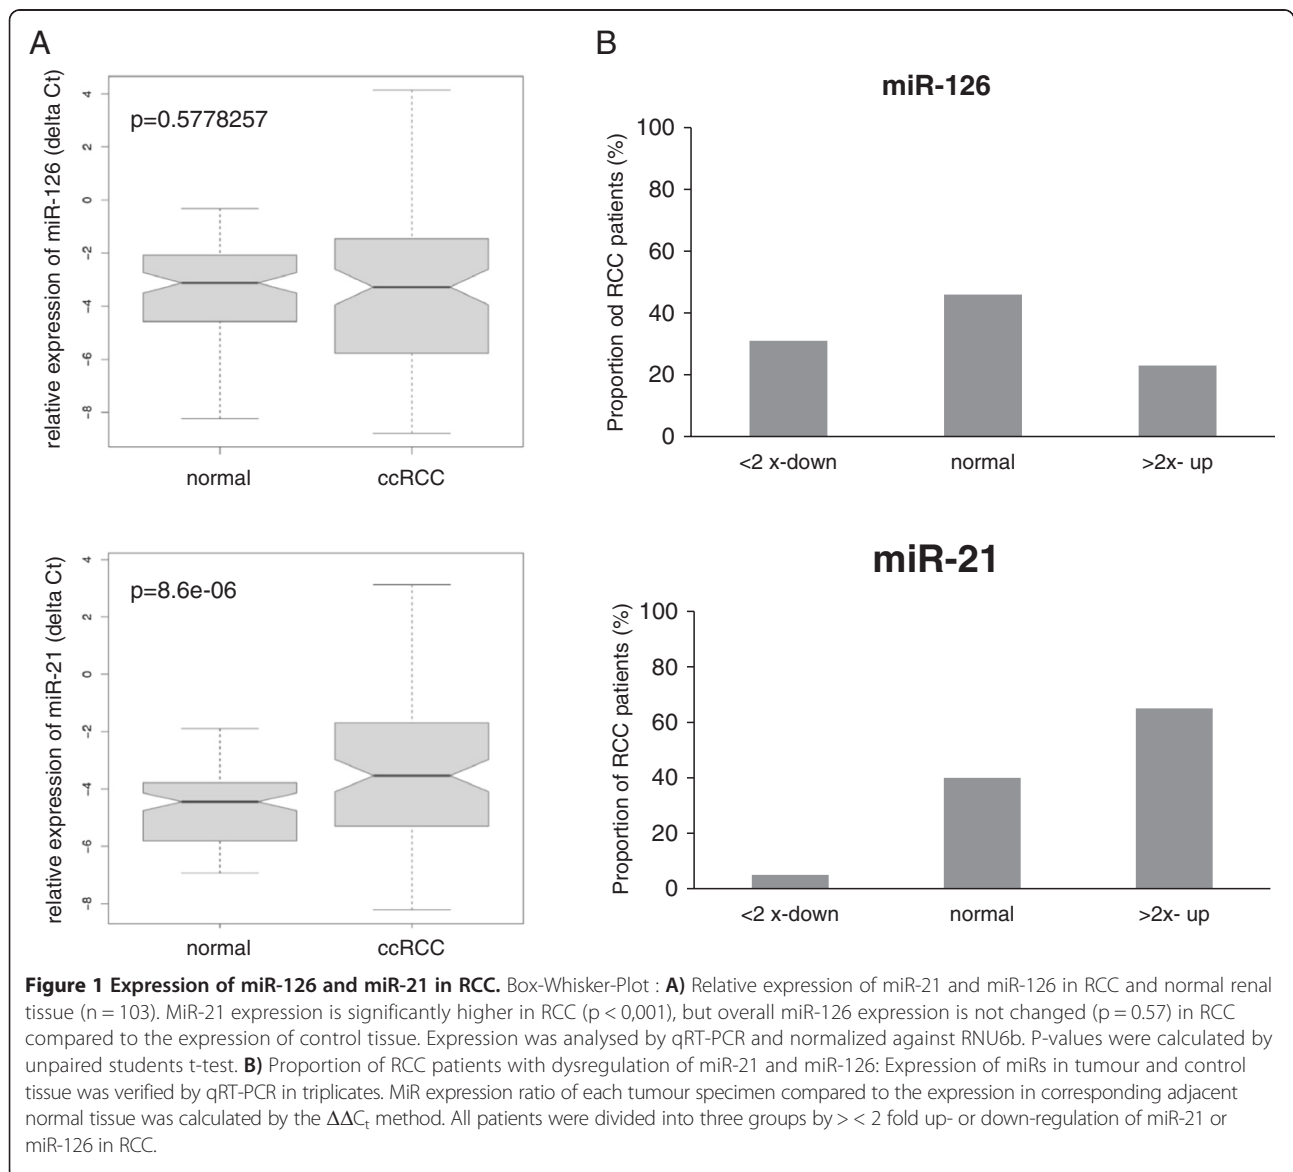 A
B
relative expression of miR-126 (delta Ct)
4
2
0
-2
-4
-6
-8
p=0.5778257
normal
ccRCC
miR-126
Proportion od RCC patients (%)
100
80
60
40
20
0
<2 x-down
normal
>2x- up
relative expression of miR-21 (delta Ct)
4
2
0
-2
-4
-6
-8
p=8.6e-06
normal
ccRCC
miR-21
Proportion of RCC patients (%)
100
80
60
40
20
0
<2 x-down
normal
>2x- up
Figure 1 Expression of miR-126 and miR-21 in RCC. Box-Whisker-Plot : A) Relative expression of miR-21 and miR-126 in RCC and normal renal
tissue (n = 103). MiR-21 expression is significantly higher in RCC (p < 0,001), but overall miR-126 expression is not changed (p = 0.57) in RCC
compared to the expression of control tissue. Expression was analysed by qRT-PCR and normalized against RNU6b. P-values were calculated by
unpaired students t-test. B) Proportion of RCC patients with dysregulation of miR-21 and miR-126: Expression of miRs in tumour and control
tissue was verified by qRT-PCR in triplicates. MiR expression ratio of each tumour specimen compared to the expression in corresponding adjacent
normal tissue was calculated by the ΔΔCt method. All patients were divided into three groups by > < 2 fold up- or down-regulation of miR-21 or
miR-126 in RCC.